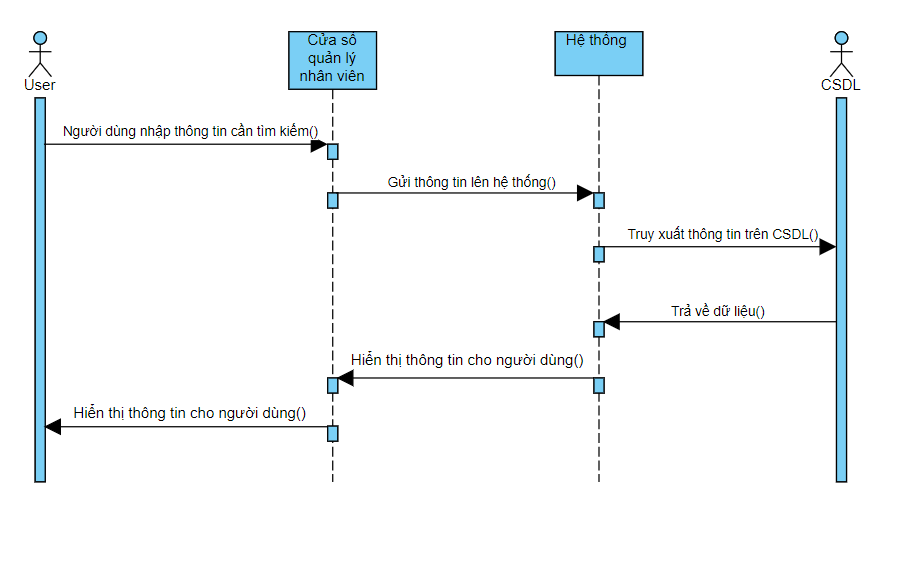 Cửa sổ
quản lý
nhân viên
Hệ thống
User
CSDL
Người dùng nhập thông tin cần tìm kiếm()
Gửi thông tin lên hệ thống()
Truy xuất thông tin trên CSDL()
Trả về dữ liệu()
Hiển thị thông tin cho người dùng()
Hiển thị thông tin cho người dùng()